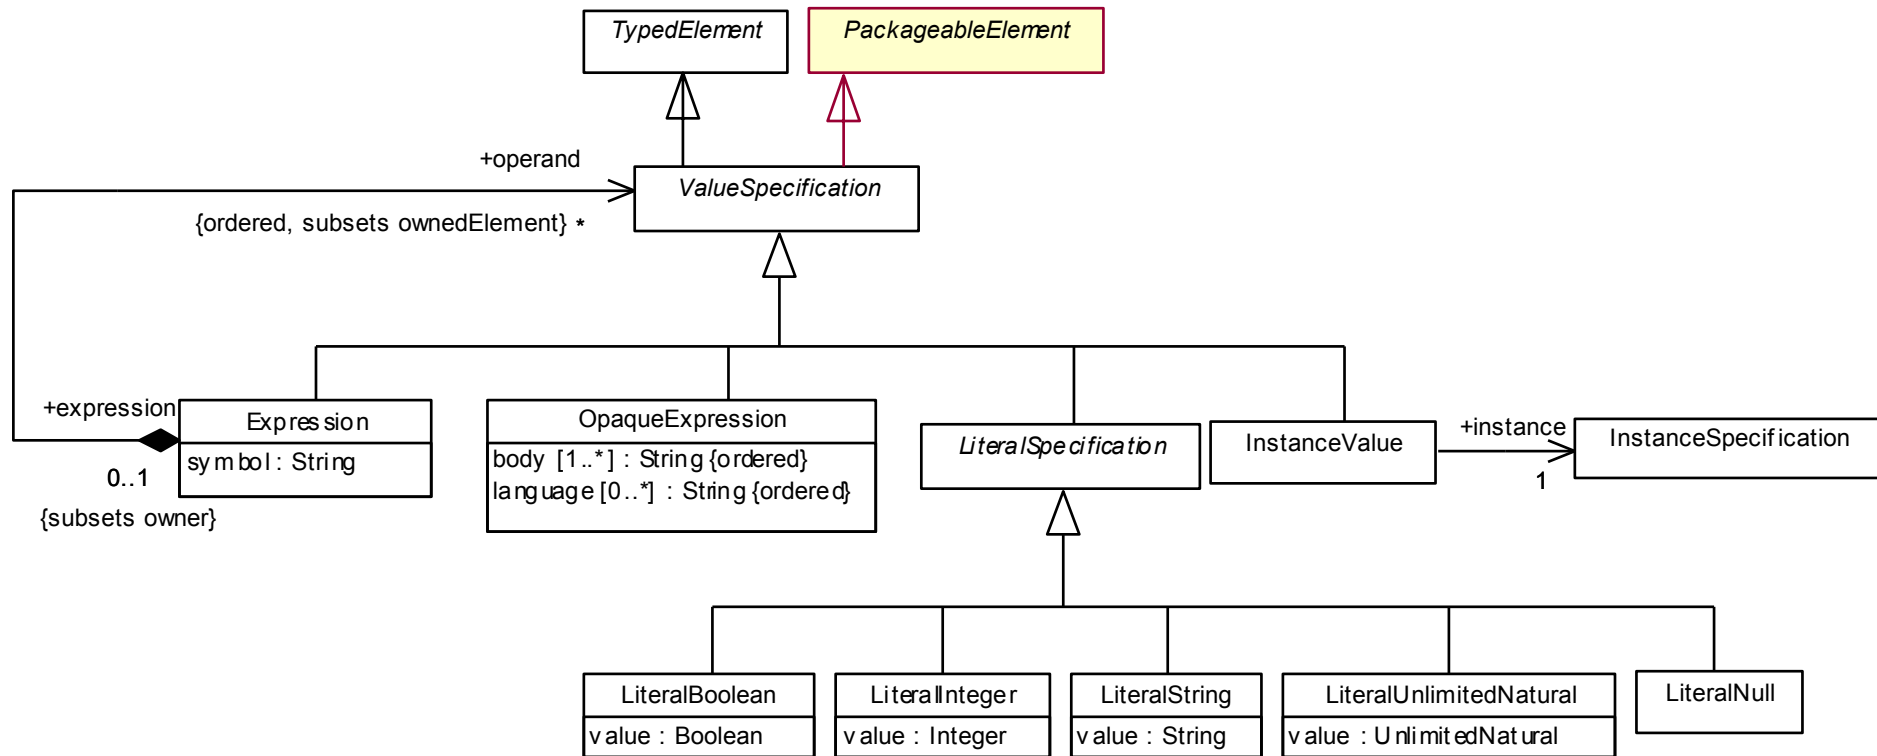 TypedElement
PackageableElement
+operand
ValueSpecification
{ordered, subsets ownedElement} *
+expression
Expression
symbol : String
0..1
{subsets owner}
OpaqueExpression
body [1..*] : String {ordered}
language [0..*] : String {ordered}
LiteralSpecification
InstanceValue
+instance
1
InstanceSpecification
LiteralBoolean
value : Boolean
LiteralInteger
value : Integer
LiteralString
value : String
LiteralUnlimitedNatural
value : UnlimitedNatural
LiteralNull